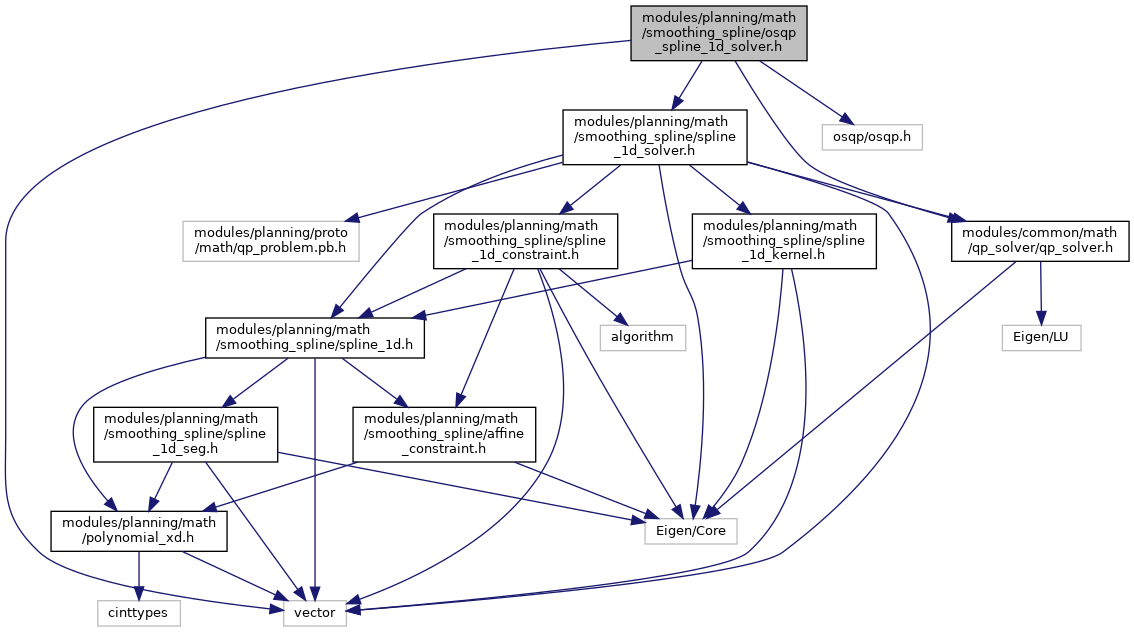 modules/planning/math
/smoothing_spline/osqp
_spline_1d_solver.h
modules/planning/math
/smoothing_spline/spline
_1d_solver.h
osqp/osqp.h
modules/planning/proto
/math/qp_problem.pb.h
modules/planning/math
/smoothing_spline/spline
_1d_constraint.h
modules/planning/math
/smoothing_spline/spline
_1d_kernel.h
modules/common/math
/qp_solver/qp_solver.h
modules/planning/math
/smoothing_spline/spline_1d.h
algorithm
Eigen/LU
modules/planning/math
/smoothing_spline/spline
_1d_seg.h
modules/planning/math
/smoothing_spline/affine
_constraint.h
modules/planning/math
/polynomial_xd.h
Eigen/Core
cinttypes
vector